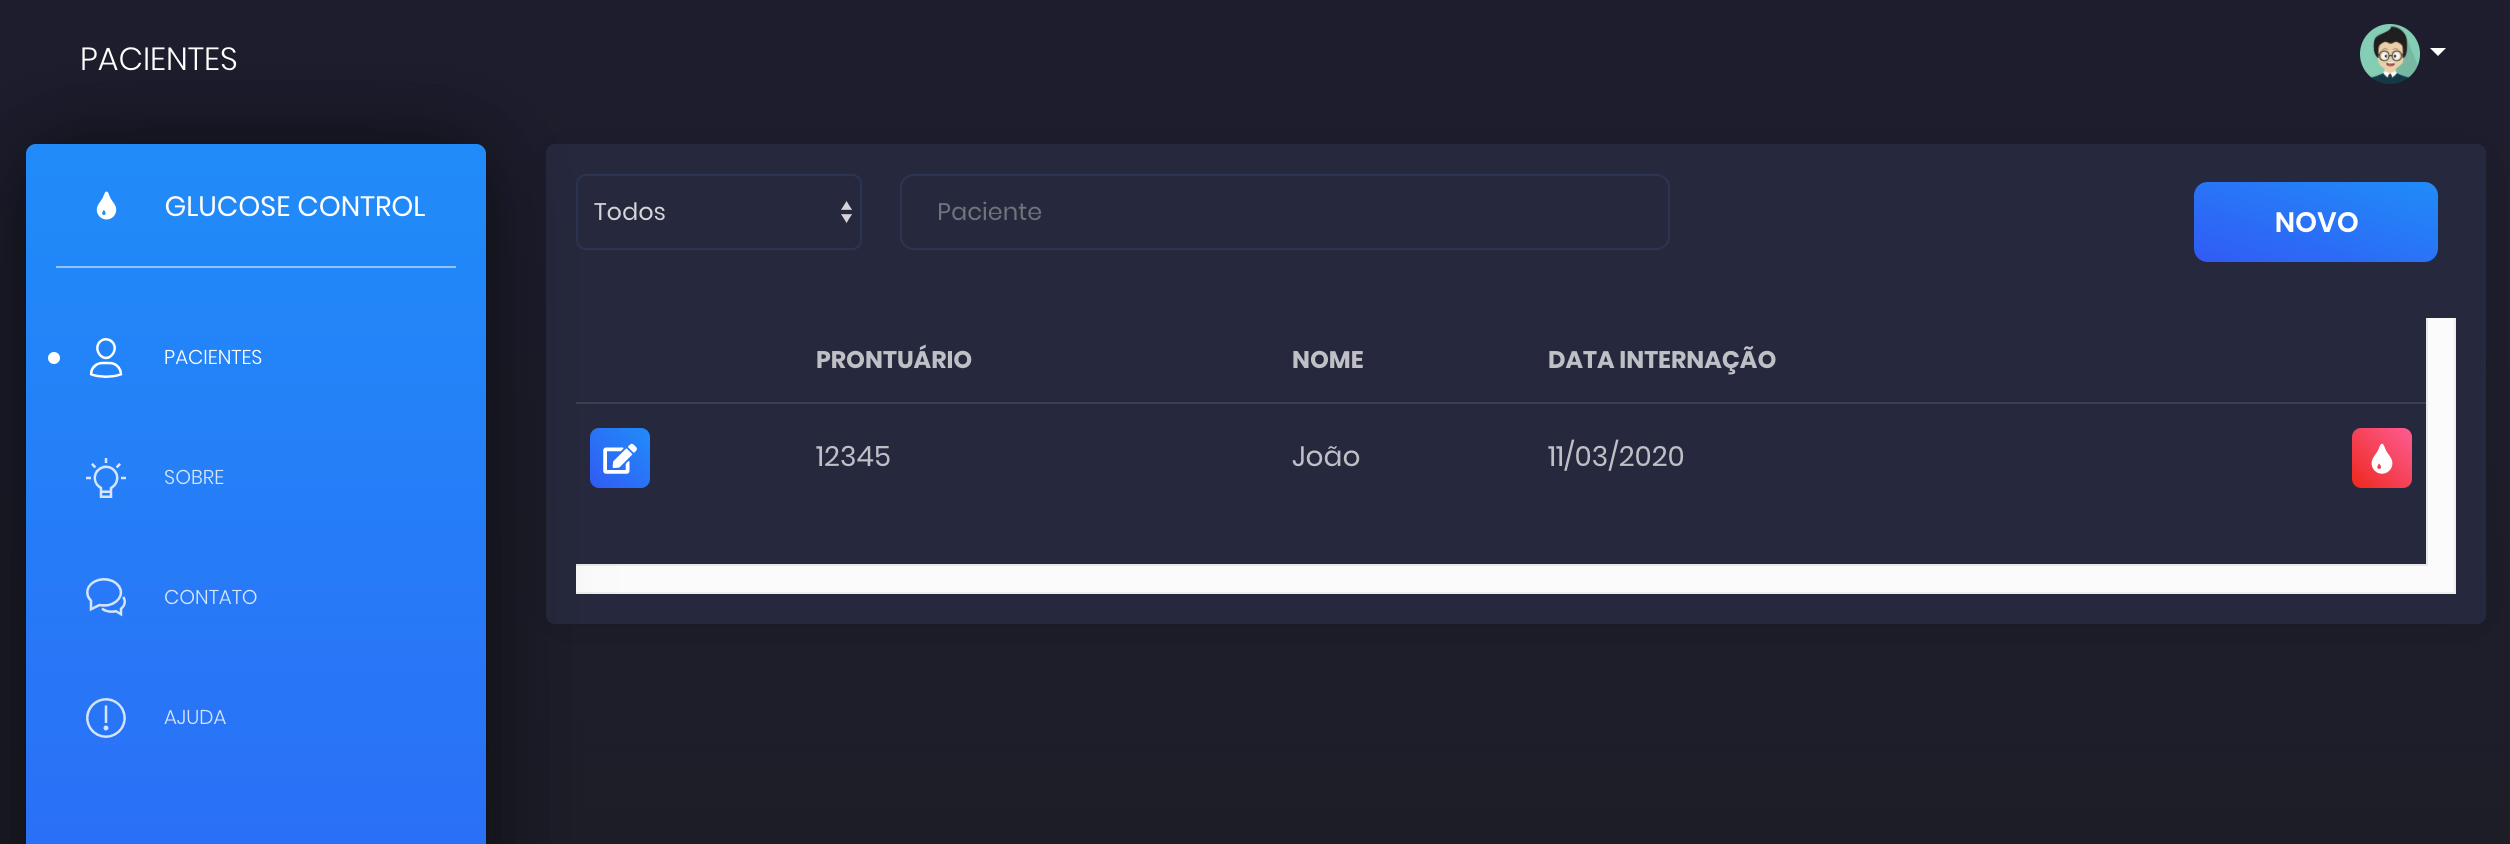 PACIENTES
GLUCOSE CONTROL
PACIENTES
SOBRE
CONTATO
AJUDA
Todos
Paciente
NOVO
PRONTUÁRIO NOME DATA INTERNAÇÃO
12345 João 11/03/2020